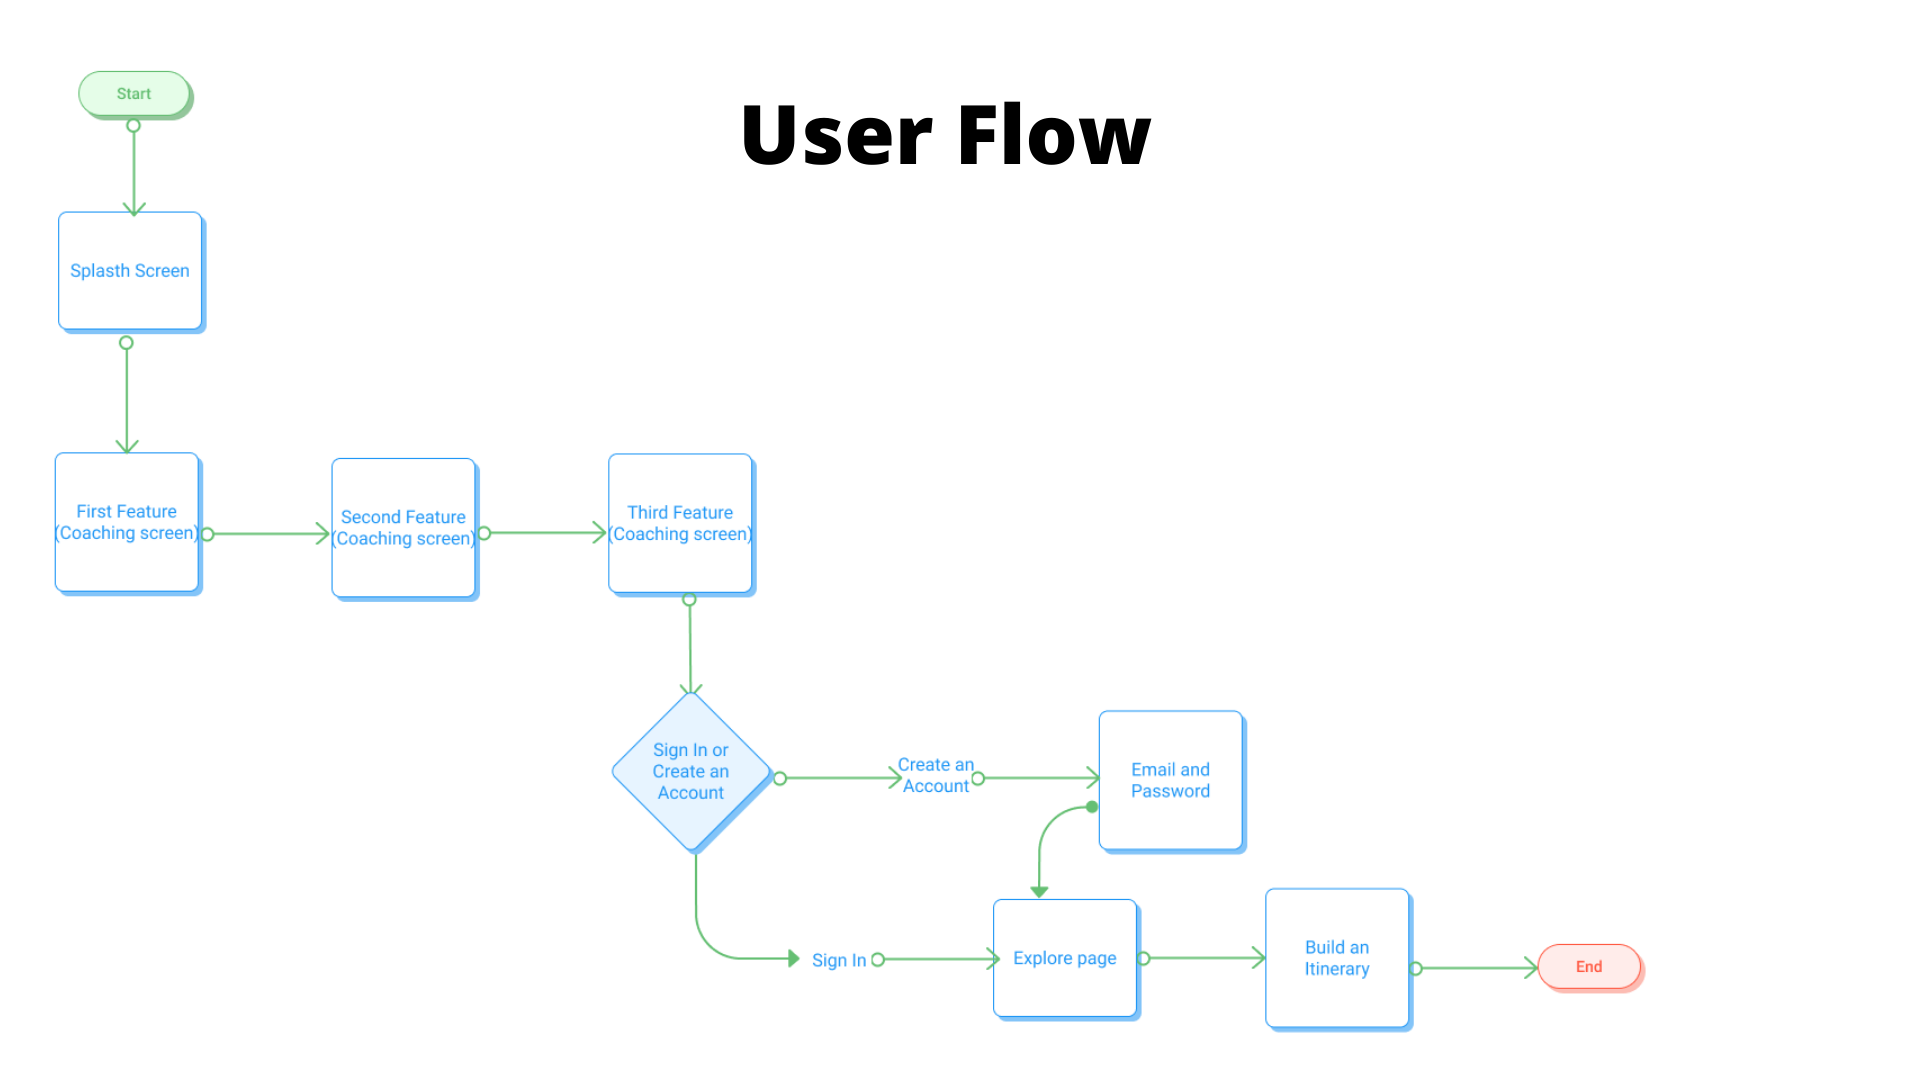 Start
User Flow
Splasth Screen
First Feature
(Coaching screen)
Second Feature
(Coaching screen)
Third Feature
(Coaching screen)
Sign In or
Create an
Account
Create an
Account
Email and
Password
Sign In
Explore page
Build an
Itinerary
End